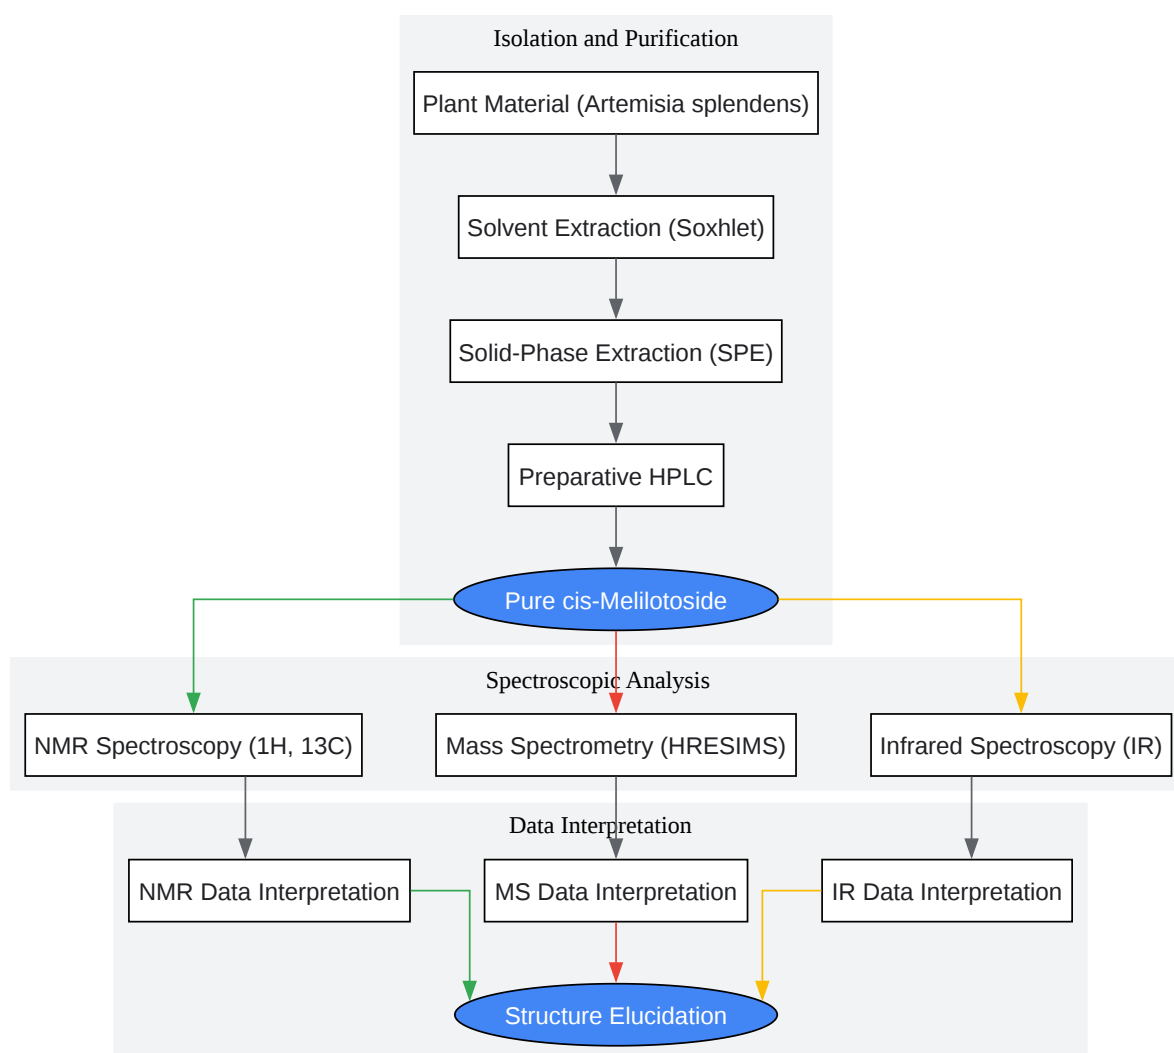 Isolation and Purification
Plant Material (Artemisia splendens)
Solvent Extraction (Soxhlet)
Solid-Phase Extraction (SPE)
Preparative HPLC
Pure cis-Melilotoside
Spectroscopic Analysis
NMR Spectroscopy (1H, 13C)
Mass Spectrometry (HRESIMS)
Infrared Spectroscopy (IR)
Data Interpretation
NMR Data Interpretation
MS Data Interpretation
IR Data Interpretation
Structure Elucidation